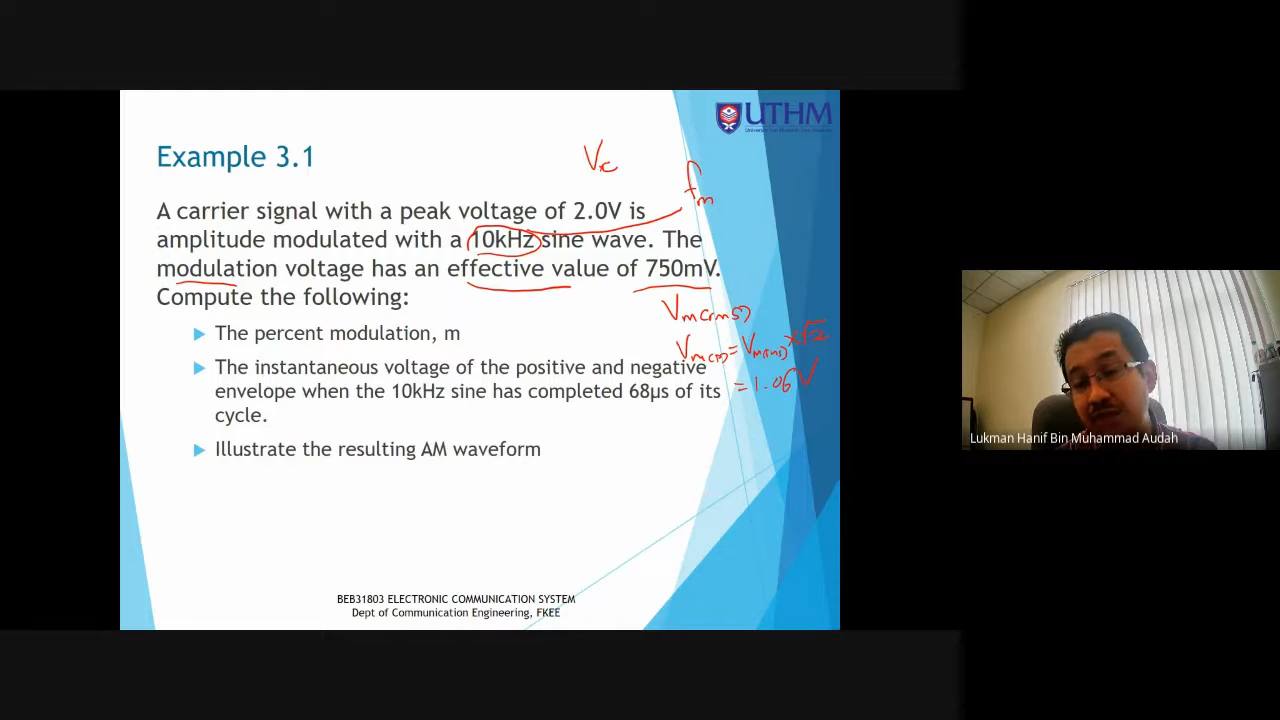 UTHM
Example 3.1
Vc
fm
A carrier signal with a peak voltage of 2.0V is
amplitude modulated with a 10kHz sine wave. The
modulation voltage has an effective value of 750mV.
Compute the following:
Vm(rms)
The percent modulation, m
Vm(p) = Vm(rms) × √2
The instantaneous voltage of the positive and negative
= 1.06 V
envelope when the 10kHz sine has completed 68µs of its
cycle.
Illustrate the resulting AM waveform
Lukman Hanif Bin Muhammad Audah
BEB31803 ELECTRONIC COMMUNICATION SYSTEM
Dept of Communication Engineering, FKEE